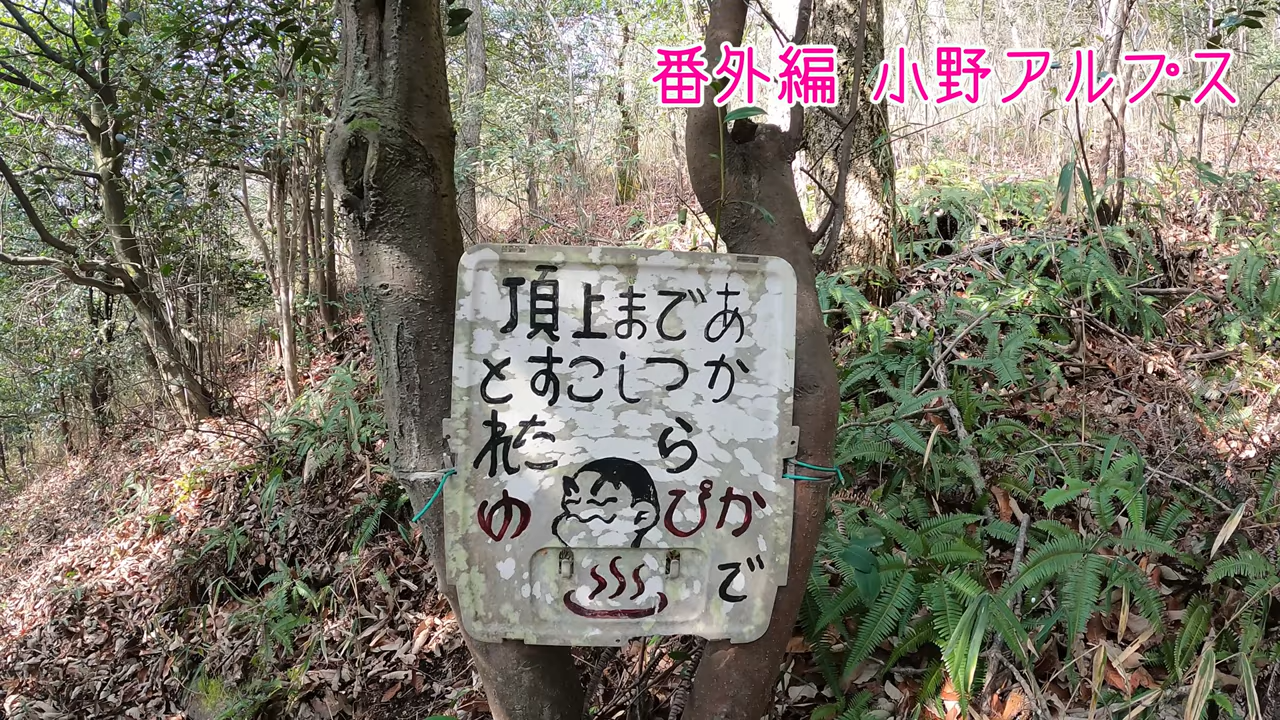 番外編 小野アルプス
頂上まであ
とすこしつか
れたら
ゆぴか
で